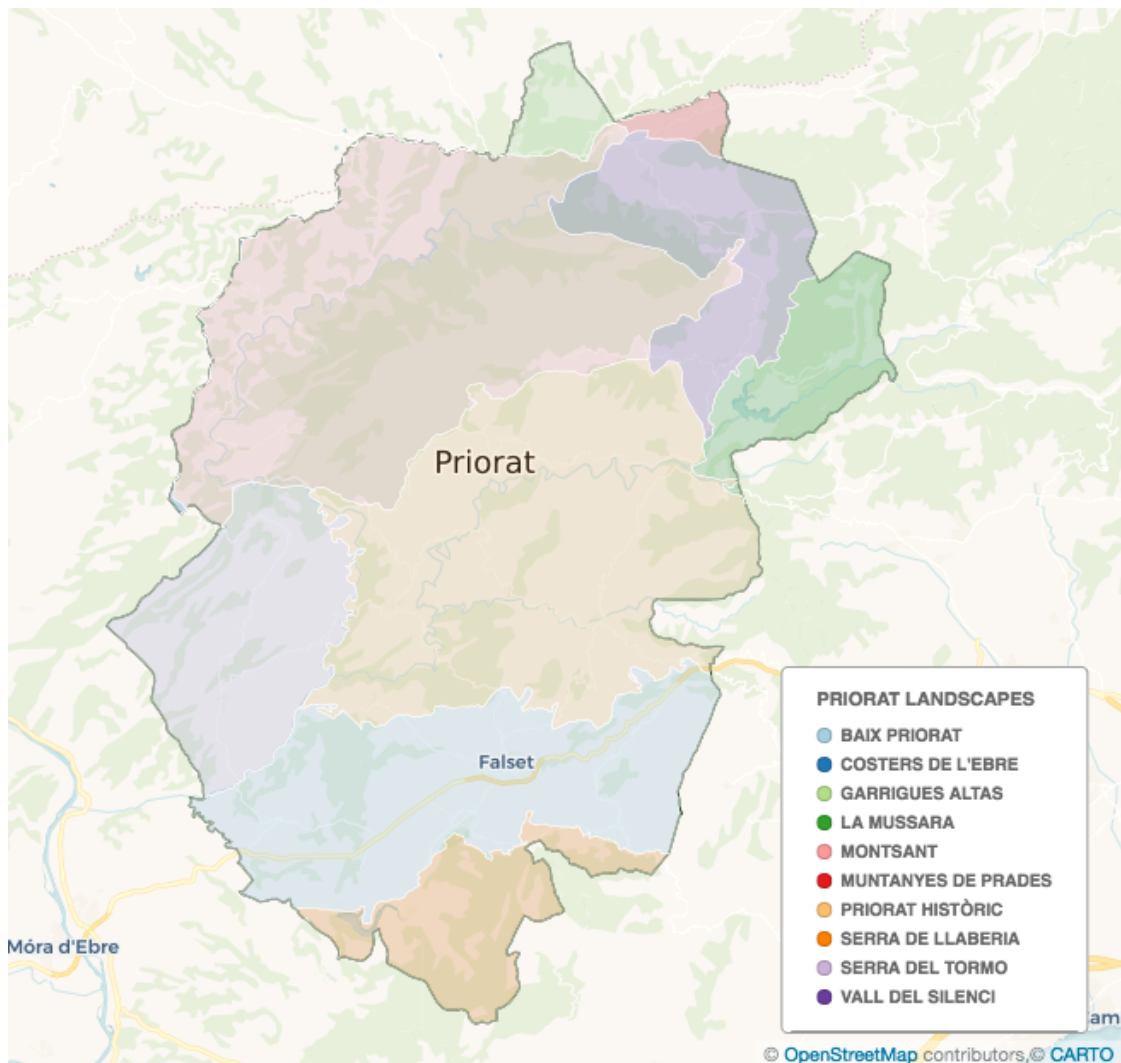 Priorat
Falset
Móra d'Ebre
PRIORAT LANDSCAPES
BAIX PRIORAT
COSTERS DE L'EBRE
GARRIGUES ALTAS
LA MUSSARA
MONTSANT
MUNTANYES DE PRADES
PRIORAT HISTÒRIC
SERRA DE LLABERIA
SERRA DEL TORMO
VALL DEL SILENCI
Cam
© OpenStreetMap contributors,© CARTO